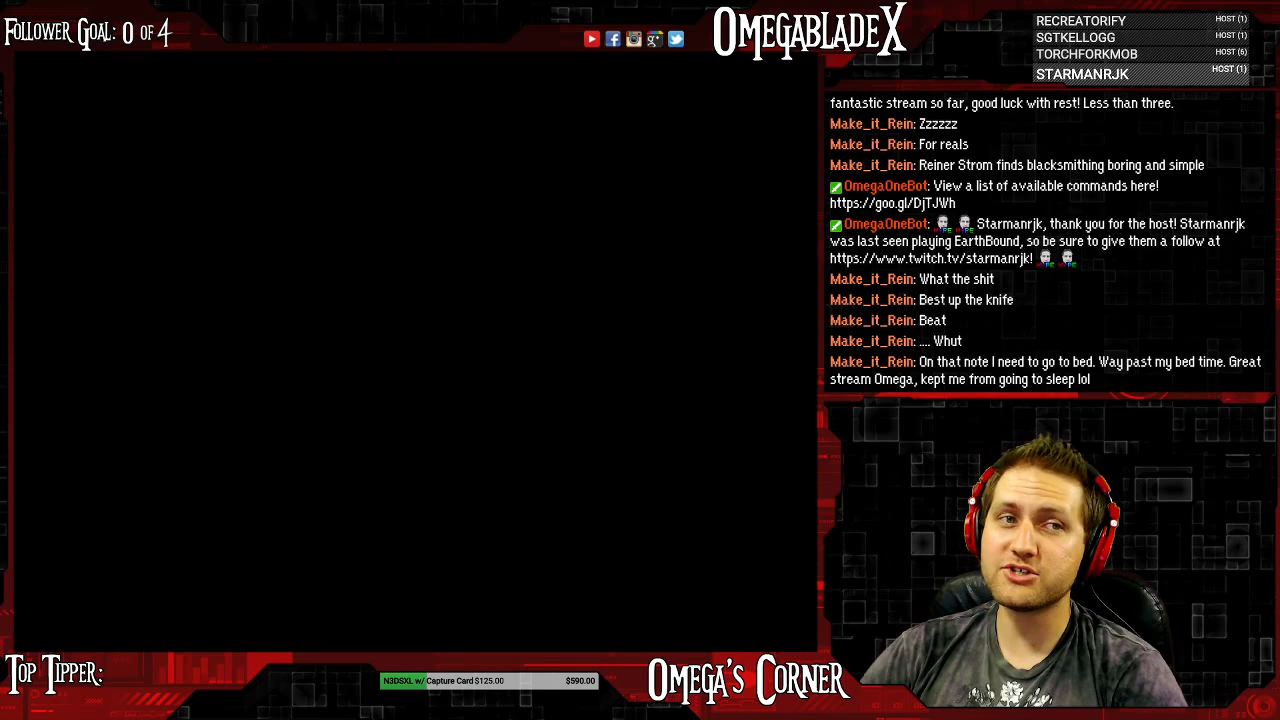 Follower Goal: 0 of 4
OmegabladeX
RECREATORIFY HOST (1)
SGTKELLOGG HOST (1)
TORCHFORKMOB HOST (6)
STARMANRJK HOST (1)
fantastic stream so far, good luck with rest! Less than three.
Make_it_Rein: Zzzzzz
Make_it_Rein: For reals
Make_it_Rein: Reiner Strom finds blacksmithing boring and simple
OmegaOneBot: View a list of available commands here!
https://goo.gl/DjTJWh
OmegaOneBot: Starmanrjk, thank you for the host! Starmanrjk
was last seen playing EarthBound, so be sure to give them a follow at
https://www.twitch.tv/starmanrjk!
Make_it_Rein: What the shit
Make_it_Rein: Best up the knife
Make_it_Rein: Beat
Make_it_Rein: .... Whut
Make_it_Rein: On that note I need to go to bed. Way past my bed time. Great
stream Omega, kept me from going to sleep lol
Top Tipper:
N3DSXL w/ Capture Card $125.00 $590.00
Omega's Corner